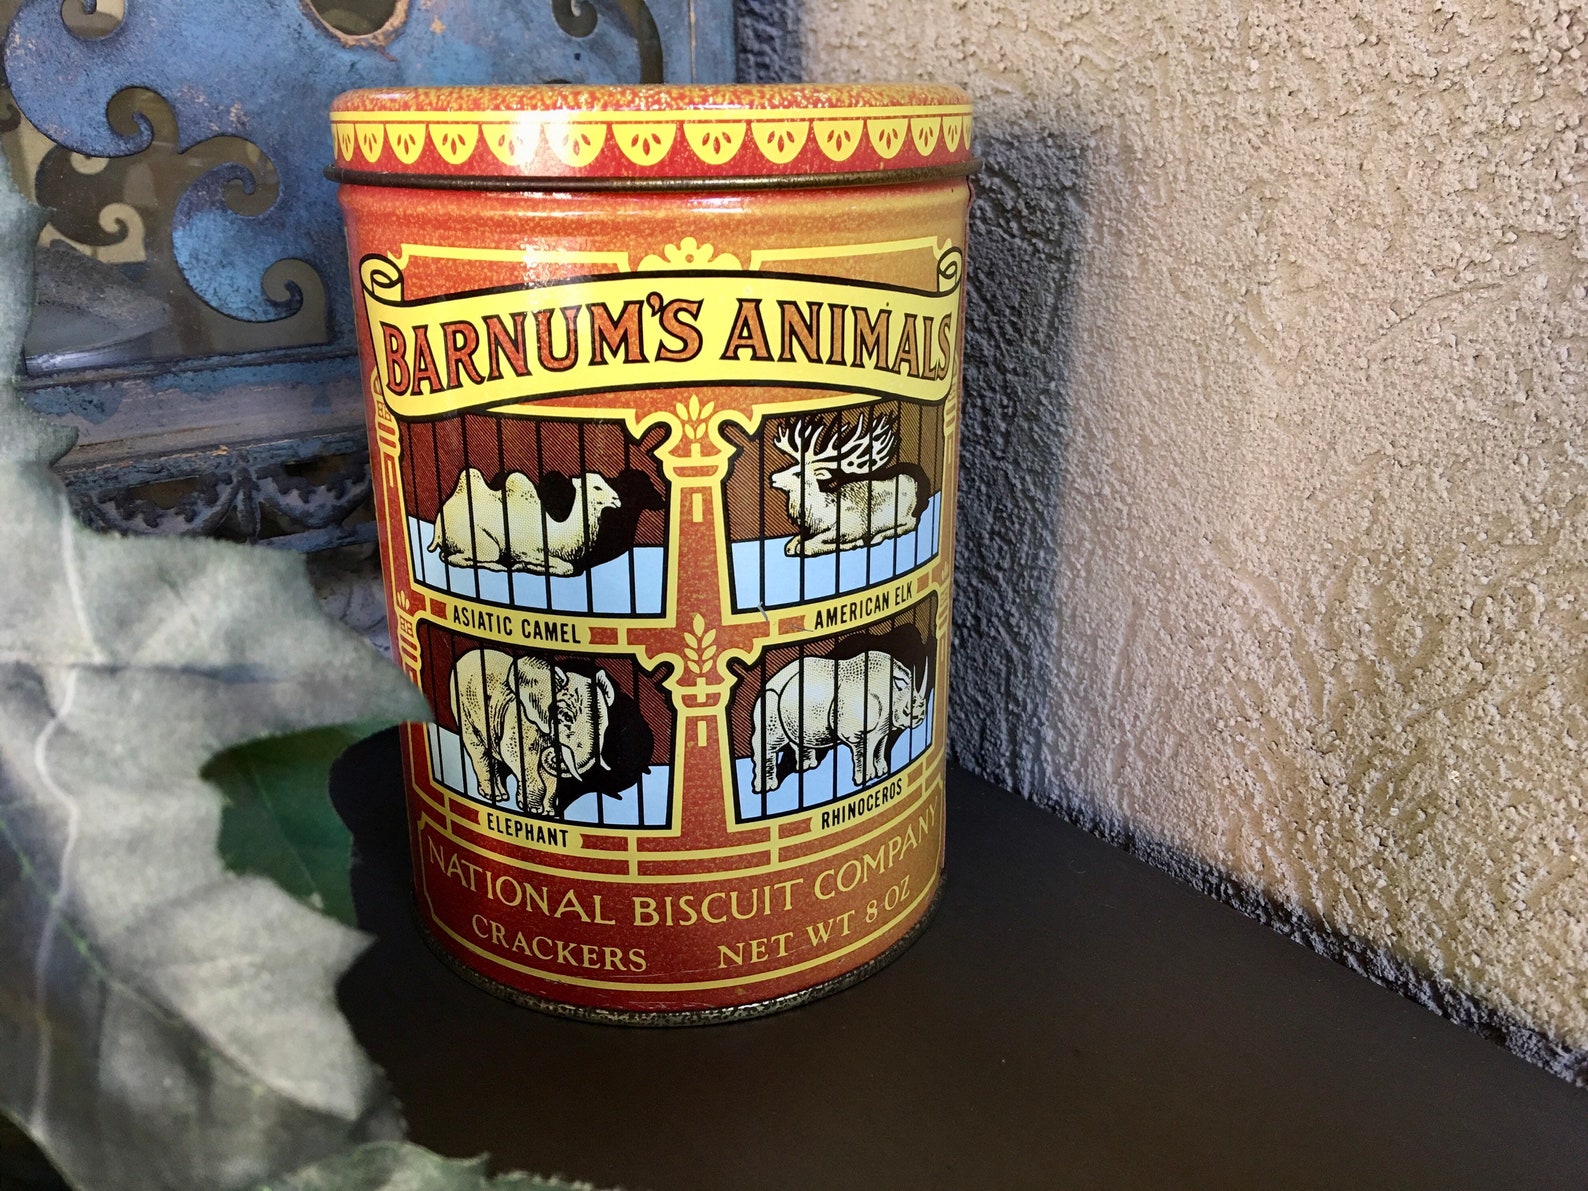 BARNUM'S ANIMALS
ASIATIC CAMEL
AMERICAN ELK
ELEPHANT
RHINOCEROS
NATIONAL BISCUIT COMPANY
CRACKERS NET WT 8 OZ